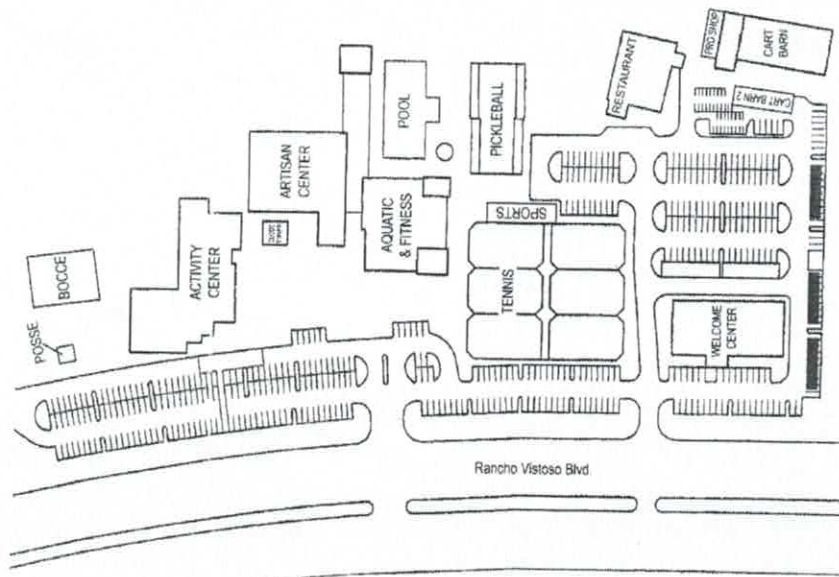 PRO SHOP
CART
BARN
RESTAURANT
CART BARN 2
POOL
PICKLEBALL
ARTISAN
CENTER
AQUATIC
& FITNESS
SPORTS
ACTIVITY
CENTER
BOCCE
POSSE
TENNIS
WELCOME
CENTER
Rancho Vistoso Blvd.